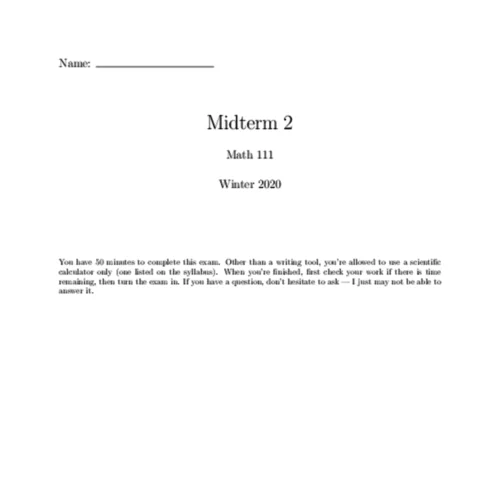 Name:
Midterm 2
Math 111
Winter 2020
You have 50 minutes to complete this exam. Other than a writing tool, you're allowed to use a scientific
calculator only (one listed on the syllabus). When you're finished, first check your work if there is time
remaining, then turn the exam in. If you have a question, don't hesitate to ask — I just may not be able to
answer it.